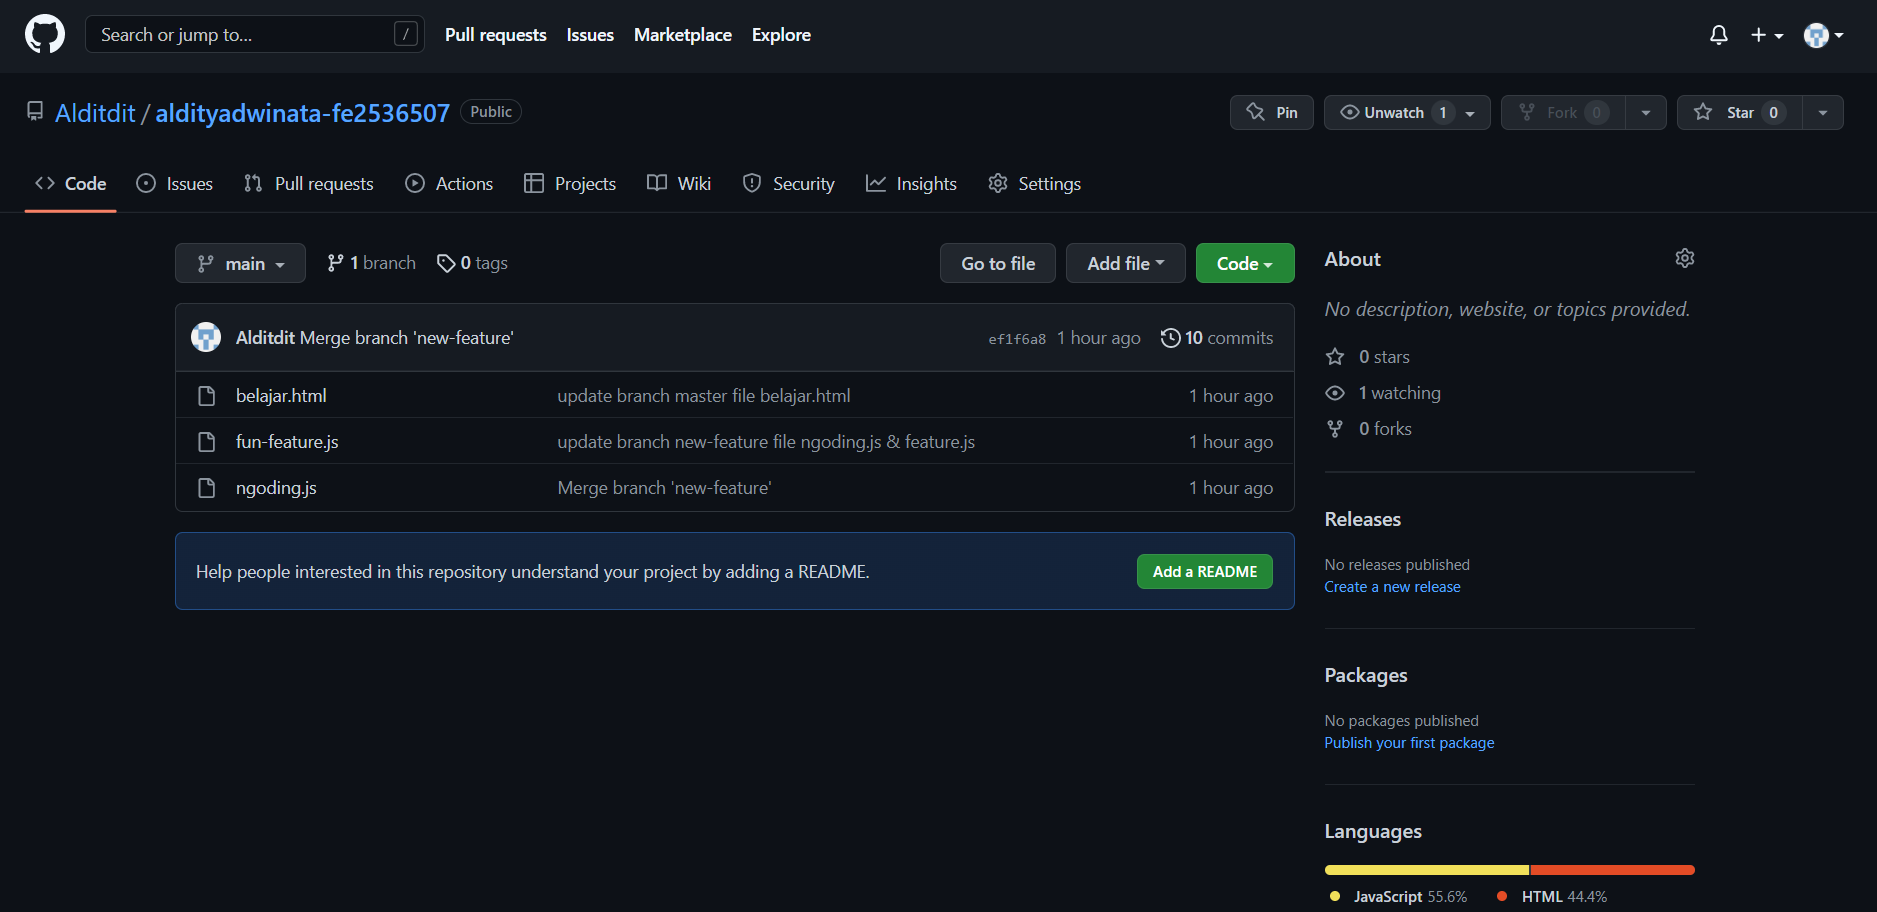 Search or jump to... / Pull requests Issues Marketplace Explore
Alditdit / aldityadwinata-fe2536507 Public Pin Unwatch 1 Fork 0 Star 0
Code Issues Pull requests Actions Projects Wiki Security Insights Settings
main 1 branch 0 tags Go to file Add file Code
Alditdit Merge branch 'new-feature' ef1f6a8 1 hour ago 10 commits
belajar.html update branch master file belajar.html 1 hour ago
fun-feature.js update branch new-feature file ngoding.js & feature.js 1 hour ago
ngoding.js Merge branch 'new-feature' 1 hour ago
Help people interested in this repository understand your project by adding a README. Add a README
About
No description, website, or topics provided.
0 stars
1 watching
0 forks
Releases
No releases published
Create a new release
Packages
No packages published
Publish your first package
Languages
JavaScript 55.6% HTML 44.4%